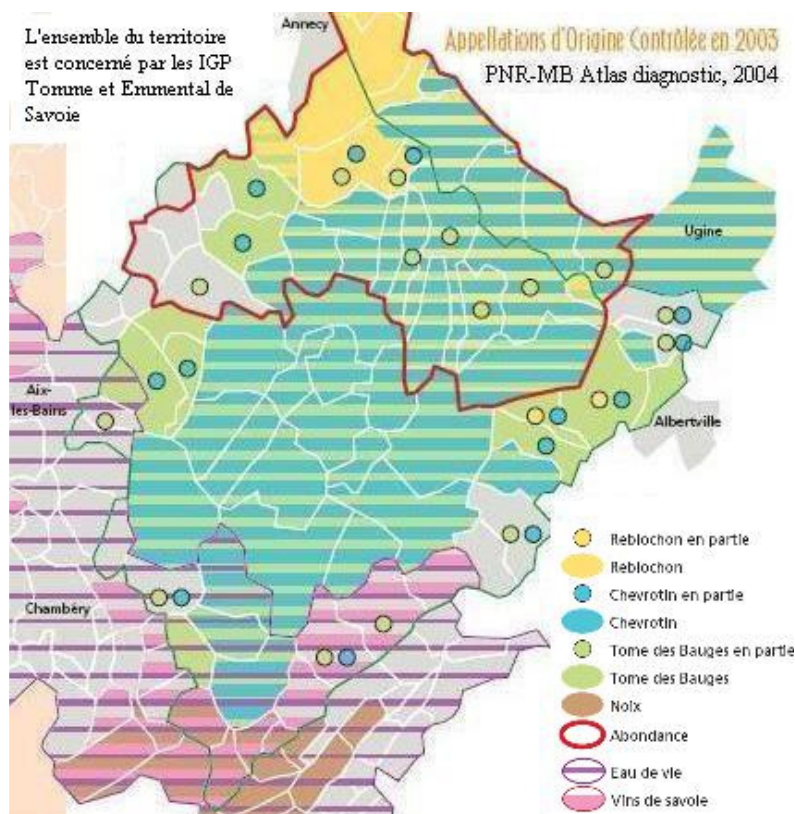 L'ensemble du territoire
est concerné par les IGP
Tomme et Emmental de
Savoie
Annecy
Appellations d'Origine Contrôlée en 2003
PNR-MB Atlas diagnostic, 2004
Ugine
Aix-
les-Bains
Albertville
Chambéry
Reblochon en partie
Reblochon
Chevrotin en partie
Chevrotin
Tome des Bauges en partie
Tome des Bauges
Noix
Abondance
Eau de vie
Vins de savoie